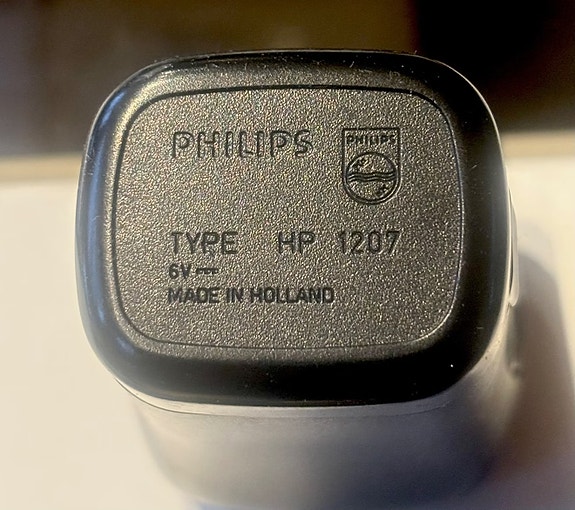 PHILIPS
PHILIPS
TYPE HP 1207
6V ⎓
MADE IN HOLLAND